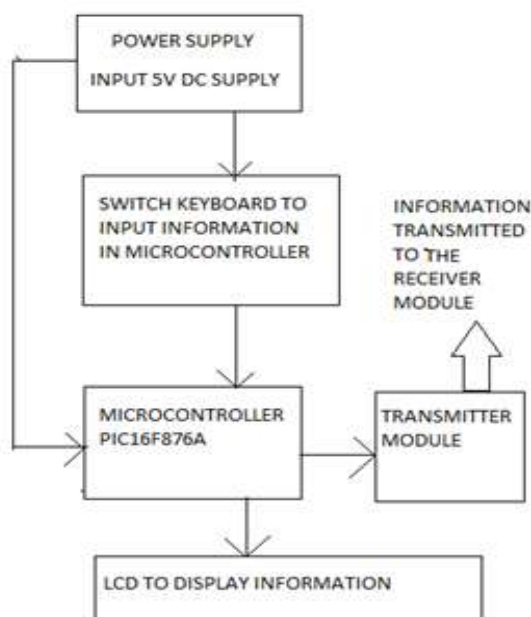 POWER SUPPLY
INPUT 5V DC SUPPLY
SWITCH KEYBOARD TO
INPUT INFORMATION
IN MICROCONTROLLER
INFORMATION
TRANSMITTED
TO THE
RECEIVER
MODULE
MICROCONTROLLER
PIC16F876A
TRANSMITTER
MODULE
LCD TO DISPLAY INFORMATION